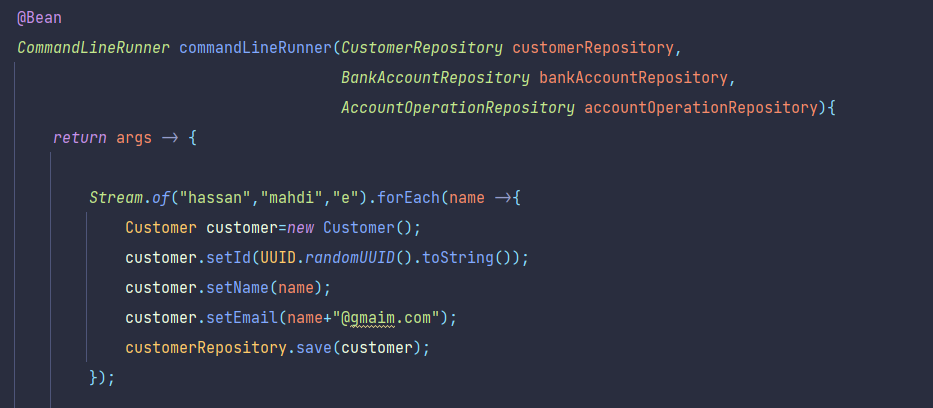 @Bean
CommandLineRunner commandLineRunner(CustomerRepository customerRepository,
BankAccountRepository bankAccountRepository,
AccountOperationRepository accountOperationRepository){
return args -> {
Stream.of("hassan","mahdi","e").forEach(name ->{
Customer customer=new Customer();
customer.setId(UUID.randomUUID().toString());
customer.setName(name);
customer.setEmail(name+"@gmaim.com");
customerRepository.save(customer);
});